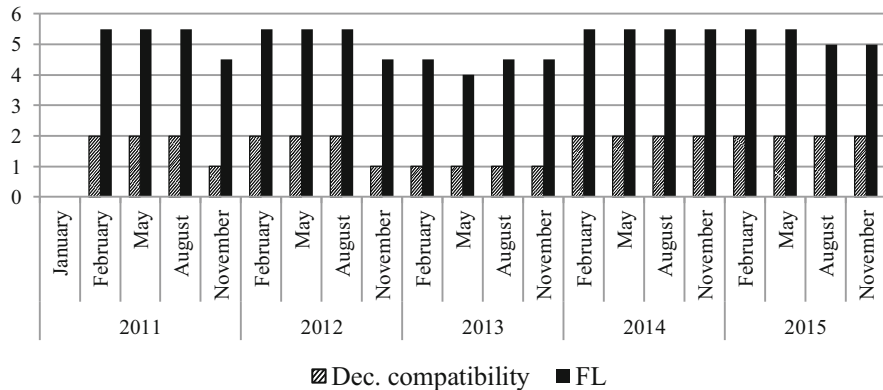 6
5
4
3
2
1
0
January
February
May
August
November
February
May
August
November
February
May
August
November
February
May
August
November
February
May
August
November
2011
2012
2013
2014
2015
Dec. compatibility
FL